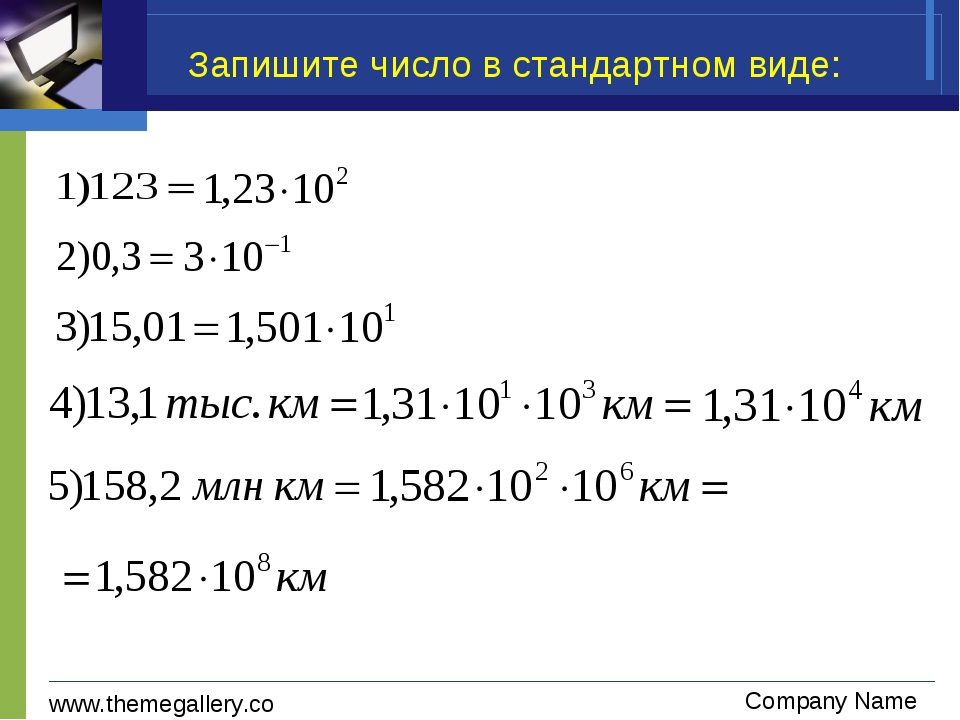 Запишите число в стандартном виде:
1)123 = 1,23·10²
2)0,3 = 3·10⁻¹
3)15,01 = 1,501·10¹
4)13,1 тыс. км = 1,31·10¹ ·10³ км = 1,31·10⁴ км
5)158,2 млн км = 1,582·10² ·10⁶ км =
= 1,582·10⁸ км
www.themegallery.co
Company Name